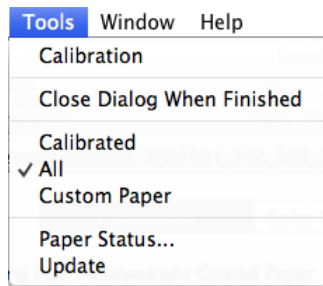 Tools Window Help
Calibration
Close Dialog When Finished
Calibrated
✓ All
Custom Paper
Paper Status...
Update